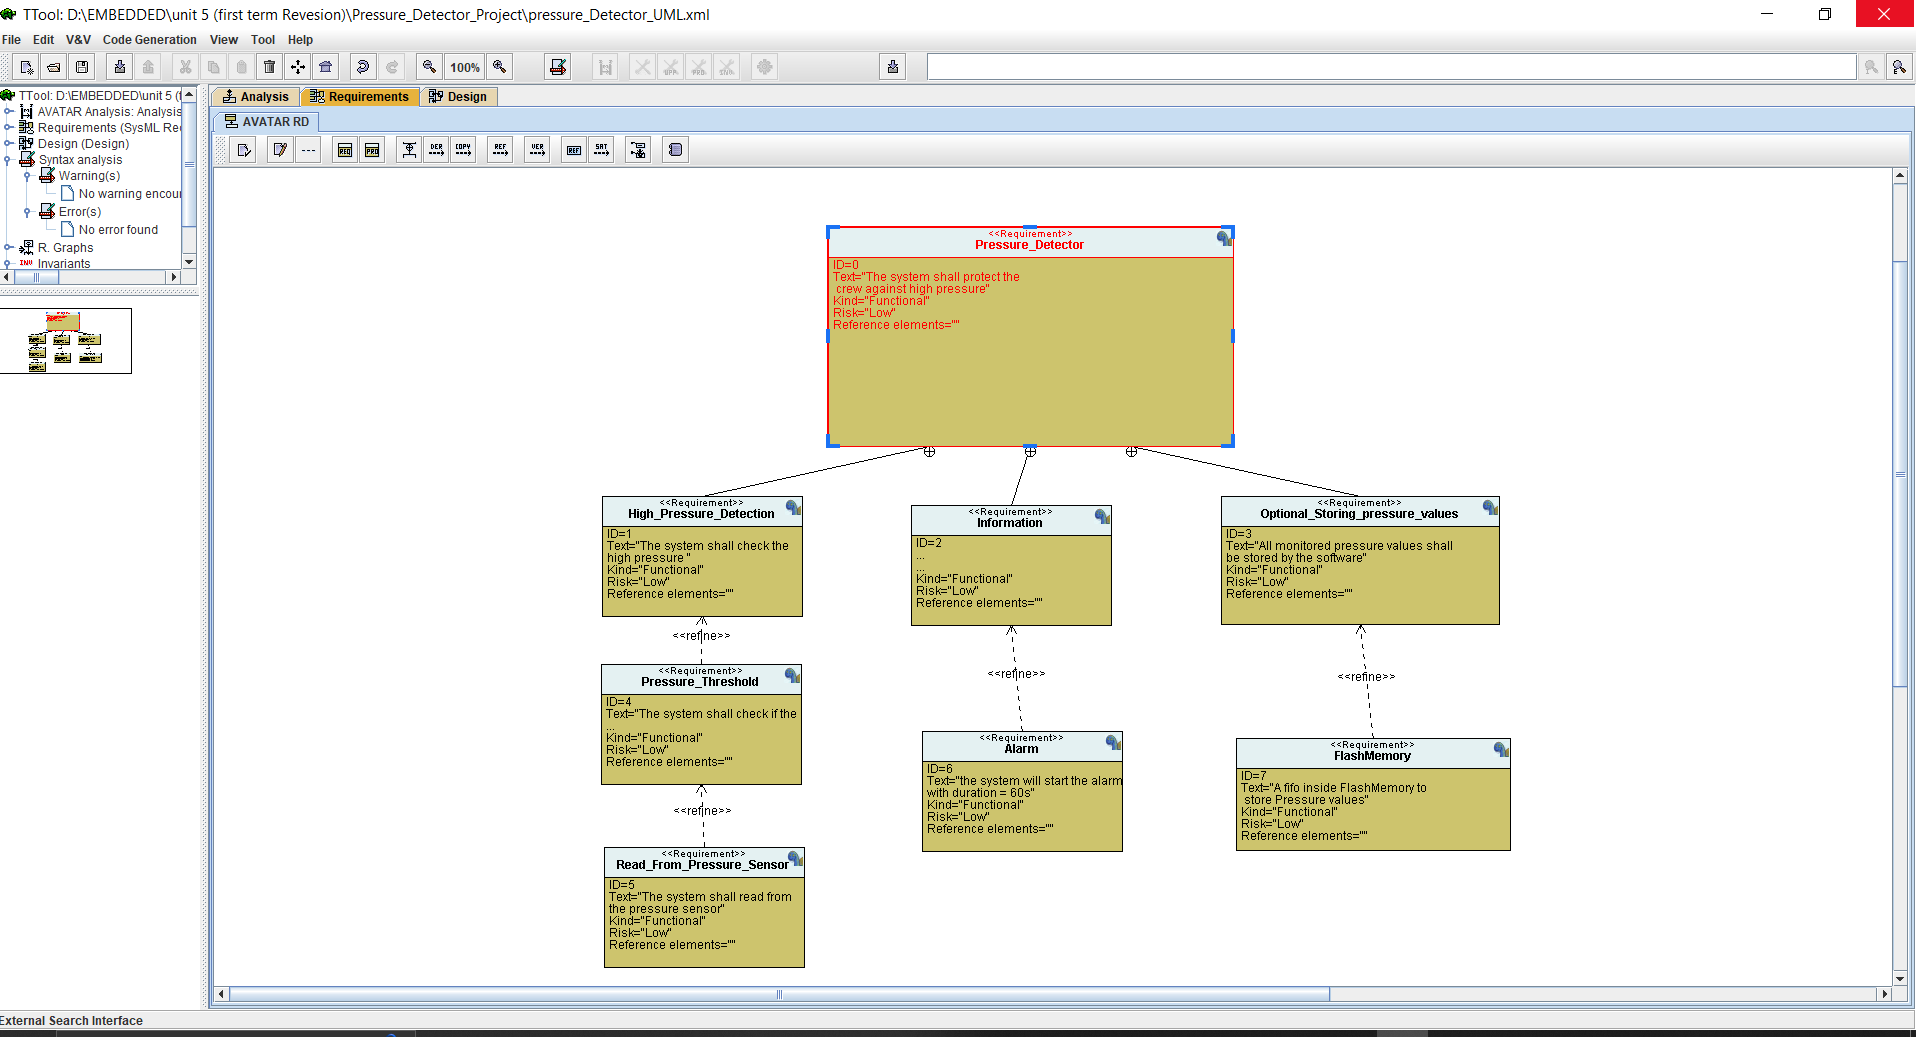 TTool: D:\EMBEDDED\unit 5 (first term Revesion)\Pressure_Detector_Project\pressure_Detector_UML.xml
File Edit V&V Code Generation View Tool Help
100%
TTool: D:\EMBEDDED\unit 5 (f
AVATAR Analysis: Analysis
Requirements (SysML Re
Design (Design)
Syntax analysis
Warning(s)
No warning encou
Error(s)
No error found
R. Graphs
INV Invariants
Analysis Requirements Design
AVATAR RD
REQ PRO DER COPY REF VER REF SAT
<<Requirement>>
Pressure_Detector
ID=0
Text="The system shall protect the
crew against high pressure"
Kind="Functional"
Risk="Low"
Reference elements=""
<<Requirement>>
High_Pressure_Detection
ID=1
Text="The system shall check the
high pressure "
Kind="Functional"
Risk="Low"
Reference elements=""
<<Requirement>>
Information
ID=2
...
...
Kind="Functional"
Risk="Low"
Reference elements=""
<<Requirement>>
Optional_Storing_pressure_values
ID=3
Text="All monitored pressure values shall
be stored by the software"
Kind="Functional"
Risk="Low"
Reference elements=""
<<refine>>
<<refine>>
<<refine>>
<<Requirement>>
Pressure_Threshold
ID=4
Text="The system shall check if the
...
Kind="Functional"
Risk="Low"
Reference elements=""
<<Requirement>>
Alarm
ID=6
Text="the system will start the alarm
with duration = 60s"
Kind="Functional"
Risk="Low"
Reference elements=""
<<Requirement>>
FlashMemory
ID=7
Text="A fifo inside FlashMemory to
store Pressure values"
Kind="Functional"
Risk="Low"
Reference elements=""
<<refine>>
<<Requirement>>
Read_From_Pressure_Sensor
ID=5
Text="The system shall read from
the pressure sensor"
Kind="Functional"
Risk="Low"
Reference elements=""
External Search Interface